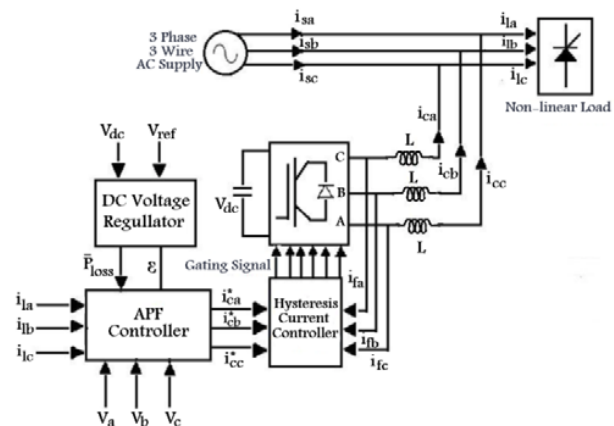 3 Phase
3 Wire
AC Supply
isa
isb
isc
ila
ilb
ilc
Non-linear Load
ica
icb
icc
L
L
L
C
B
A
Vdc
Vdc
Vref
DC Voltage
Regullator
P̄loss
ε
Gating Signal
ila
ilb
ilc
APF
Controller
i*ca
i*cb
i*cc
Hysteresis
Current
Controller
ifa
ifb
ifc
Va
Vb
Vc